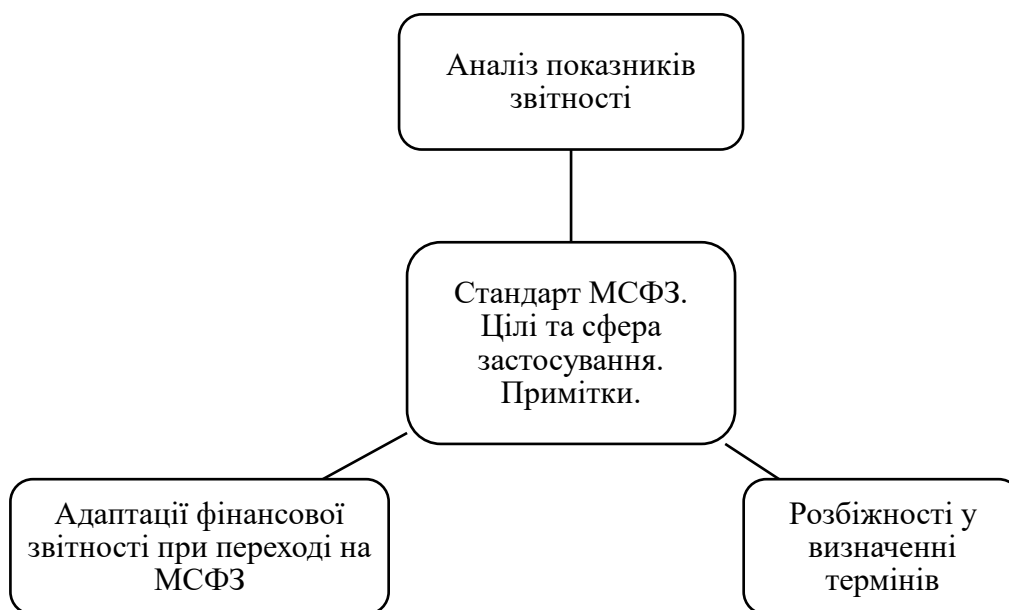 Аналіз показників
звітності
Стандарт МСФЗ.
Цілі та сфера
застосування.
Примітки.
Адаптації фінансової
звітності при переході на
МСФЗ
Розбіжності у
визначенні
термінів